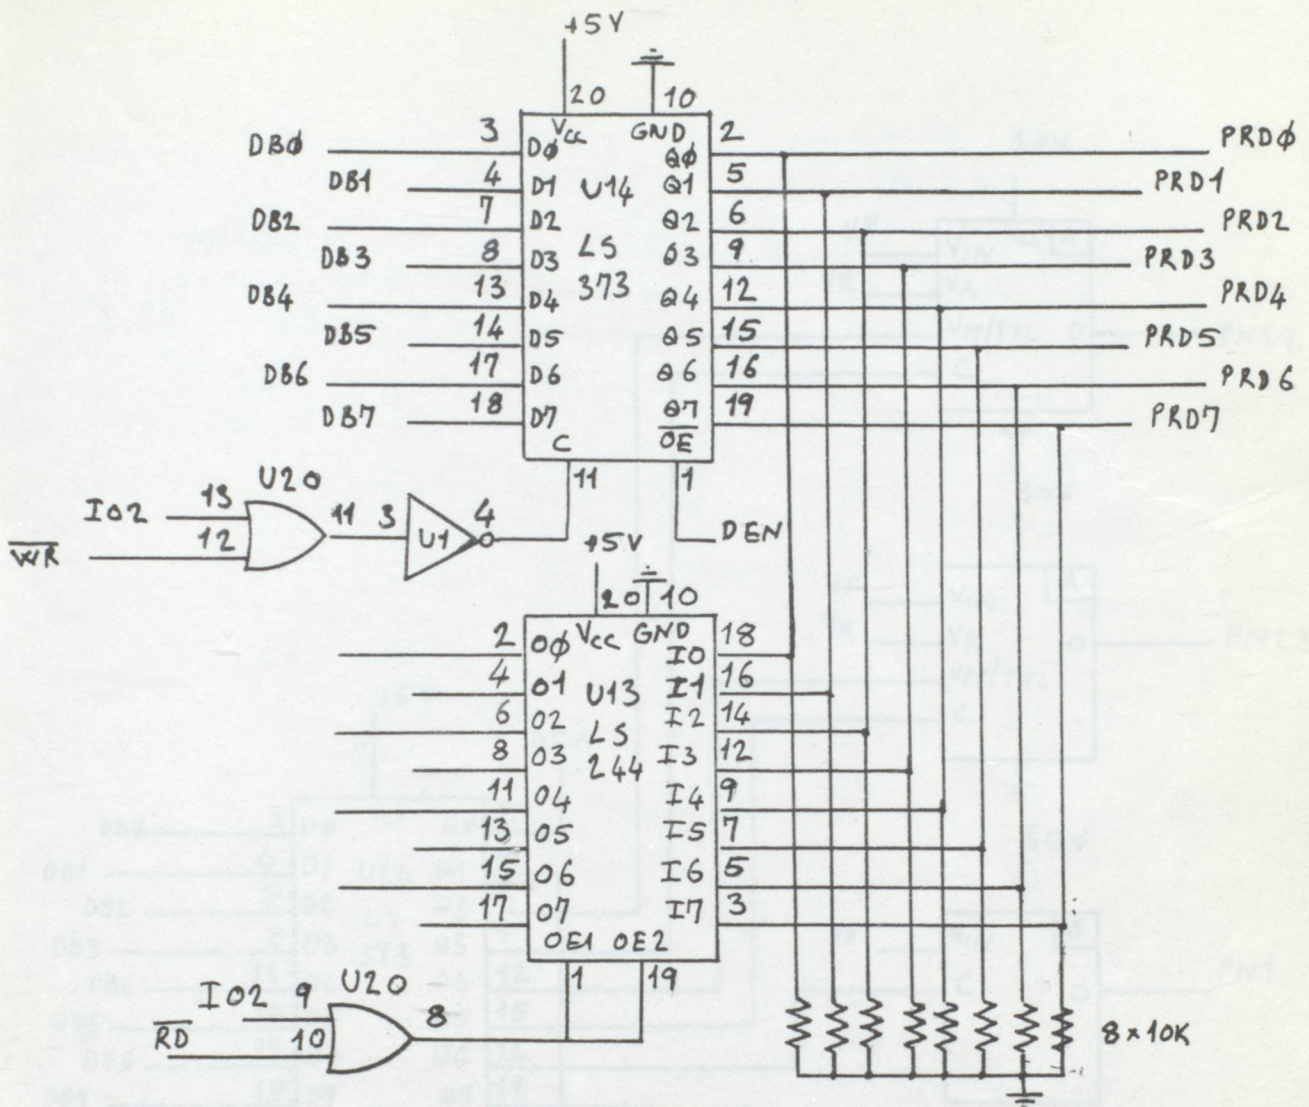 +5V
20 10
3 Vcc GND 2
DBØ DØ QØ PRDØ
DB1 4 D1 U14 Q1 5 PRD1
DB2 7 D2 Q2 6 PRD2
DB3 8 D3 LS Q3 9 PRD3
DB4 13 D4 373 Q4 12 PRD4
DB5 14 D5 Q5 15 PRD5
DB6 17 D6 Q6 16 PRD6
DB7 18 D7 Q7 19 PRD7
C OE
11 1
U20
IO2 13 11 3 4
WR 12 U1 DEN
+5V
20 10
2 OØ Vcc GND 18
IO
4 O1 U13 I1 16
6 O2 LS I2 14
8 O3 244 I3 12
11 O4 I4 9
13 O5 I5 7
15 O6 I6 5
17 O7 I7 3
OE1 OE2
1 19
IO2 9 U20 8
RD 10
8 x 10K